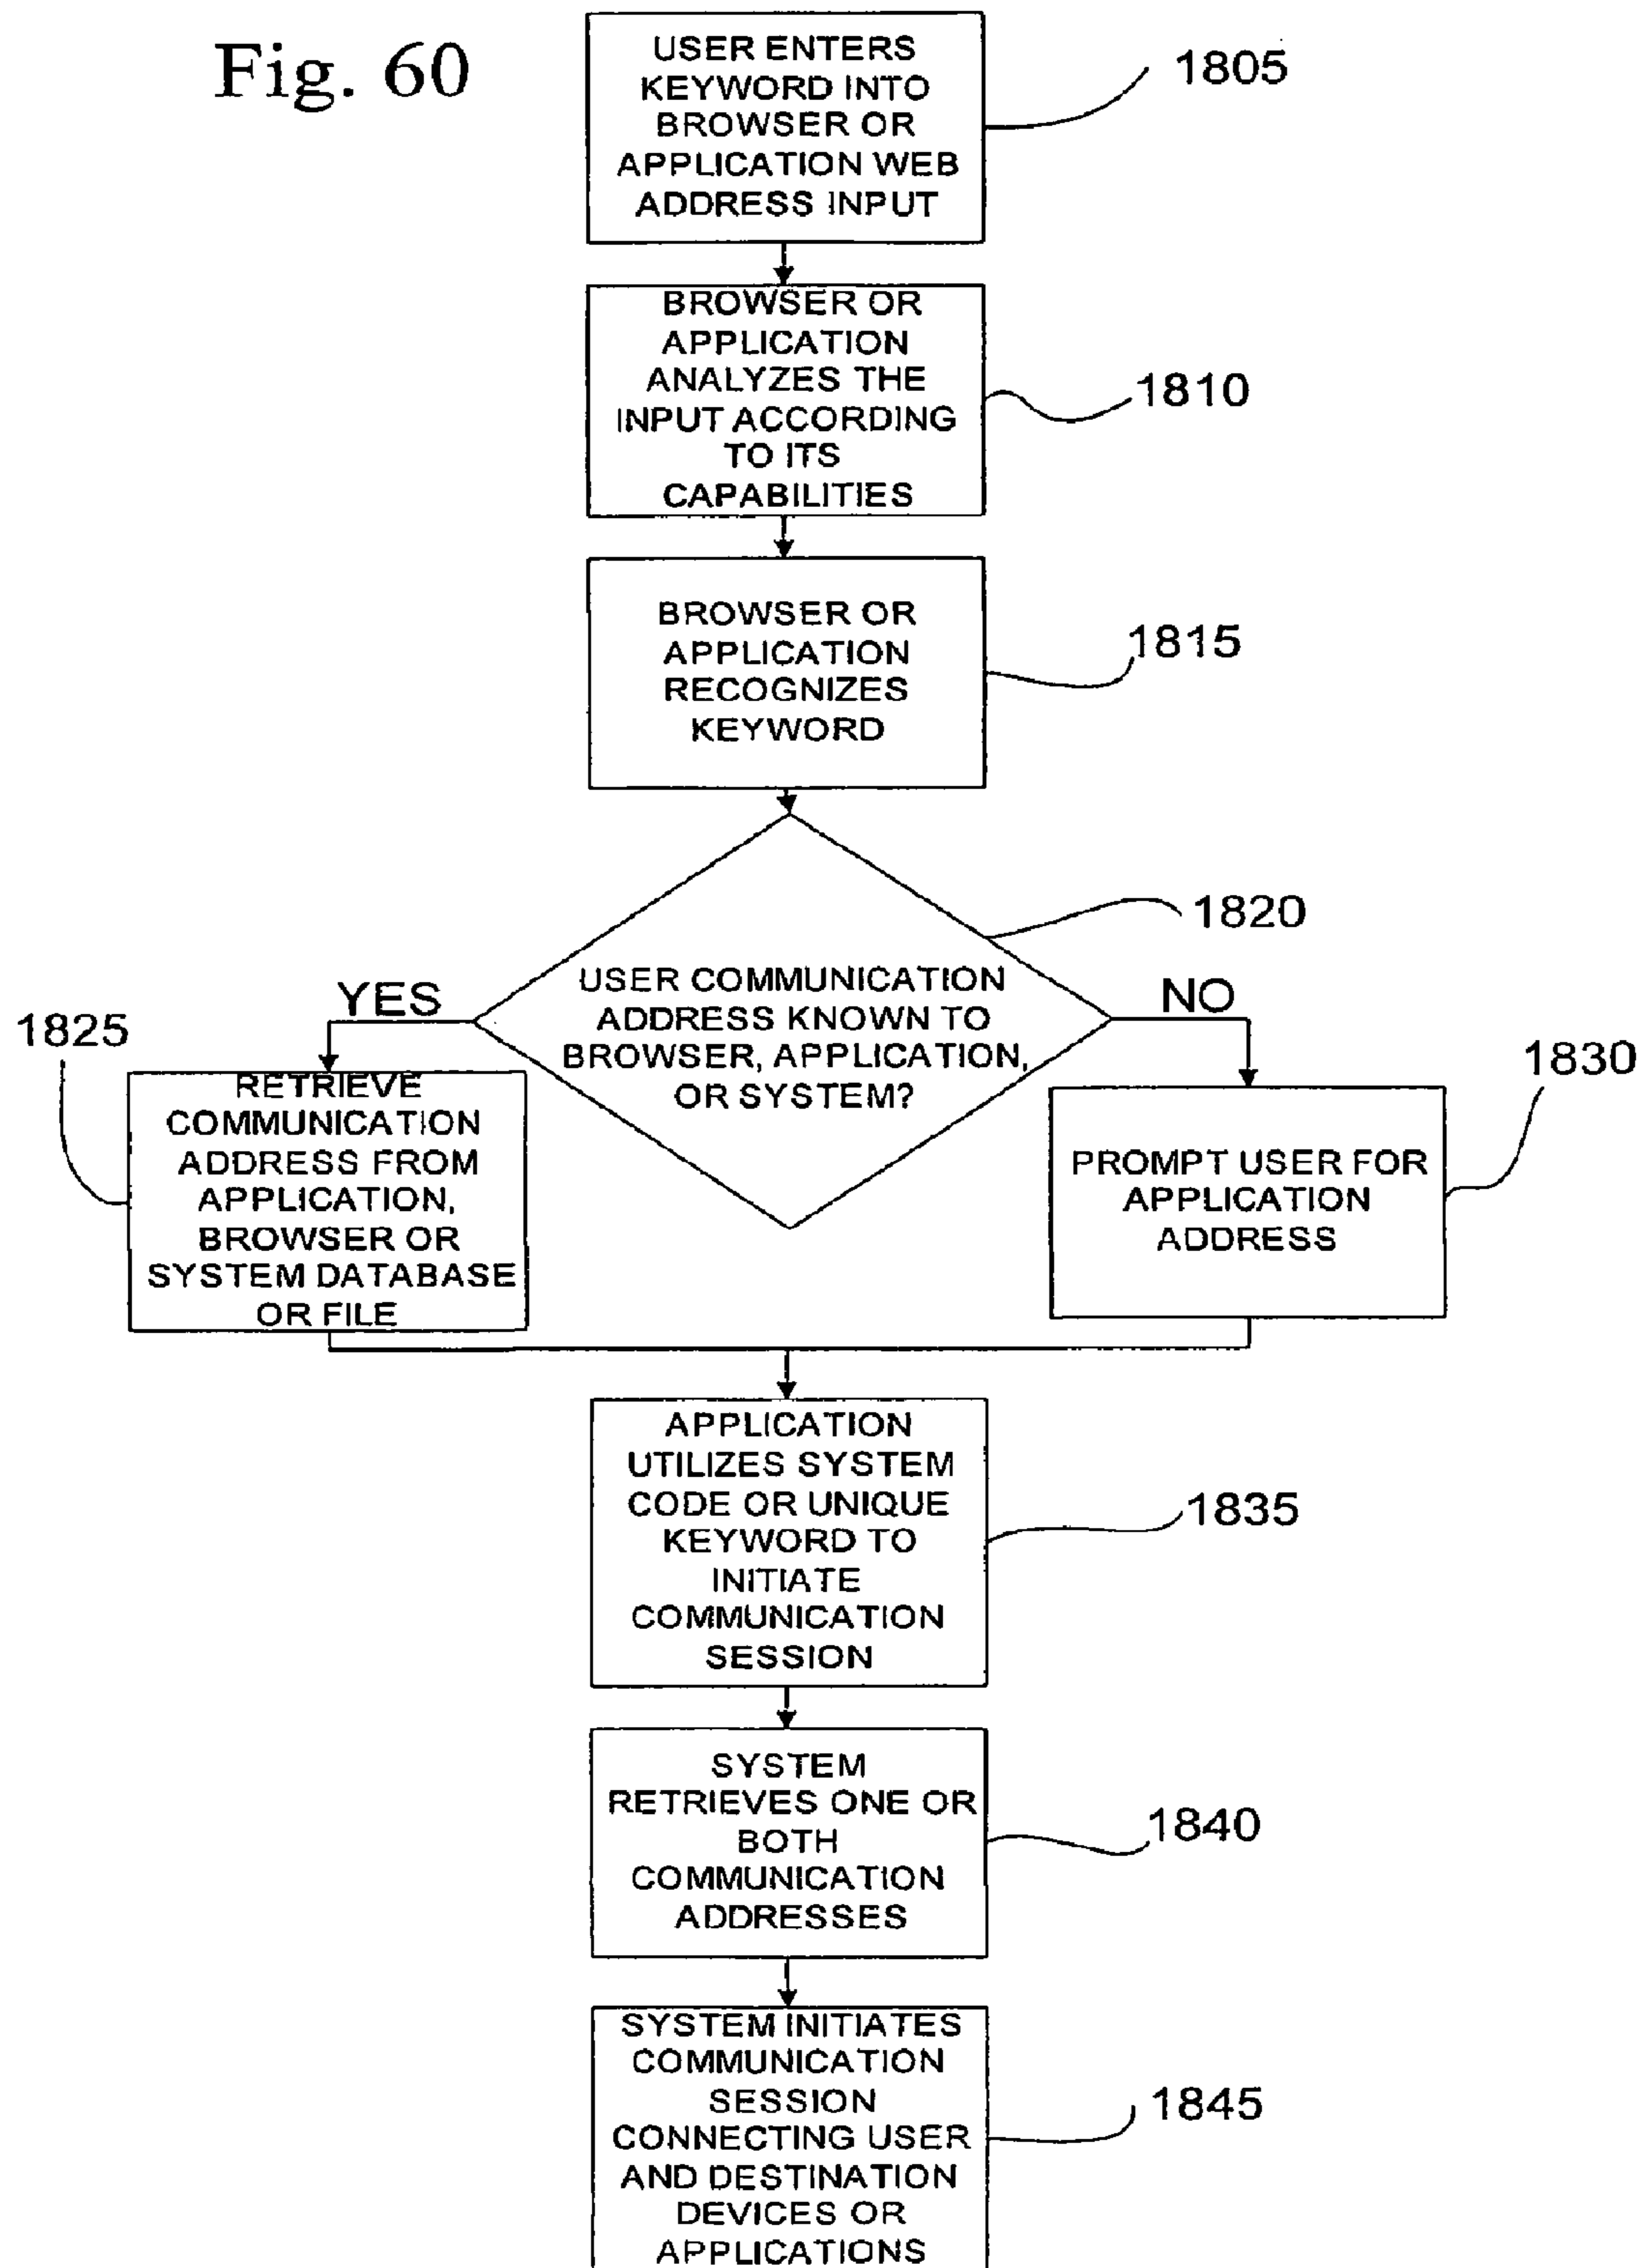 Fig. 60
USER ENTERS
KEYWORD INTO
BROWSER OR
APPLICATION WEB
ADDRESS INPUT
1805
BROWSER OR
APPLICATION
ANALYZES THE
INPUT ACCORDING
TO ITS
CAPABILITIES
1810
BROWSER OR
APPLICATION
RECOGNIZES
KEYWORD
1815
1820
USER COMMUNICATION
ADDRESS KNOWN TO
BROWSER, APPLICATION,
OR SYSTEM?
YES
NO
1825
RETRIEVE
COMMUNICATION
ADDRESS FROM
APPLICATION,
BROWSER OR
SYSTEM DATABASE
OR FILE
1830
PROMPT USER FOR
APPLICATION
ADDRESS
APPLICATION
UTILIZES SYSTEM
CODE OR UNIQUE
KEYWORD TO
INITIATE
COMMUNICATION
SESSION
1835
SYSTEM
RETRIEVES ONE OR
BOTH
COMMUNICATION
ADDRESSES
1840
SYSTEM INITIATES
COMMUNICATION
SESSION
CONNECTING USER
AND DESTINATION
DEVICES OR
APPLICATIONS
1845